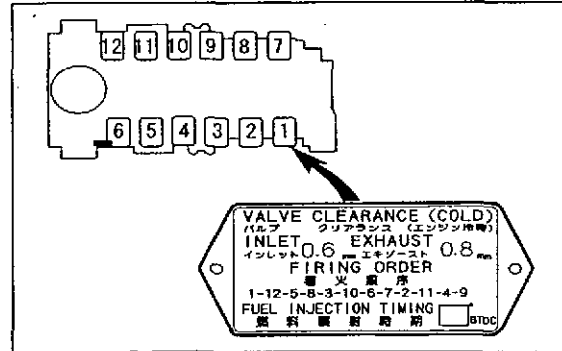 12 11 10 9 8 7
6 5 4 3 2 1
VALVE CLEARANCE (COLD)
バルブ クリアランス (エンジン冷時)
INLET 0.6 mm EXHAUST 0.8 mm
インレット エキゾースト
FIRING ORDER
着火順序
1-12-5-8-3-10-6-7-2-11-4-9
FUEL INJECTION TIMING
燃料噴射時期 BTDC